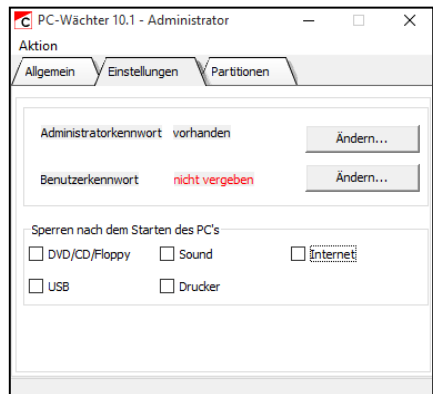 PC-Wächter 10.1 - Administrator
Aktion
Allgemein Einstellungen Partitionen
Administratorkennwort vorhanden Ändern...
Benutzerkennwort nicht vergeben Ändern...
Sperren nach dem Starten des PC's
DVD/CD/Floppy Sound Internet
USB Drucker